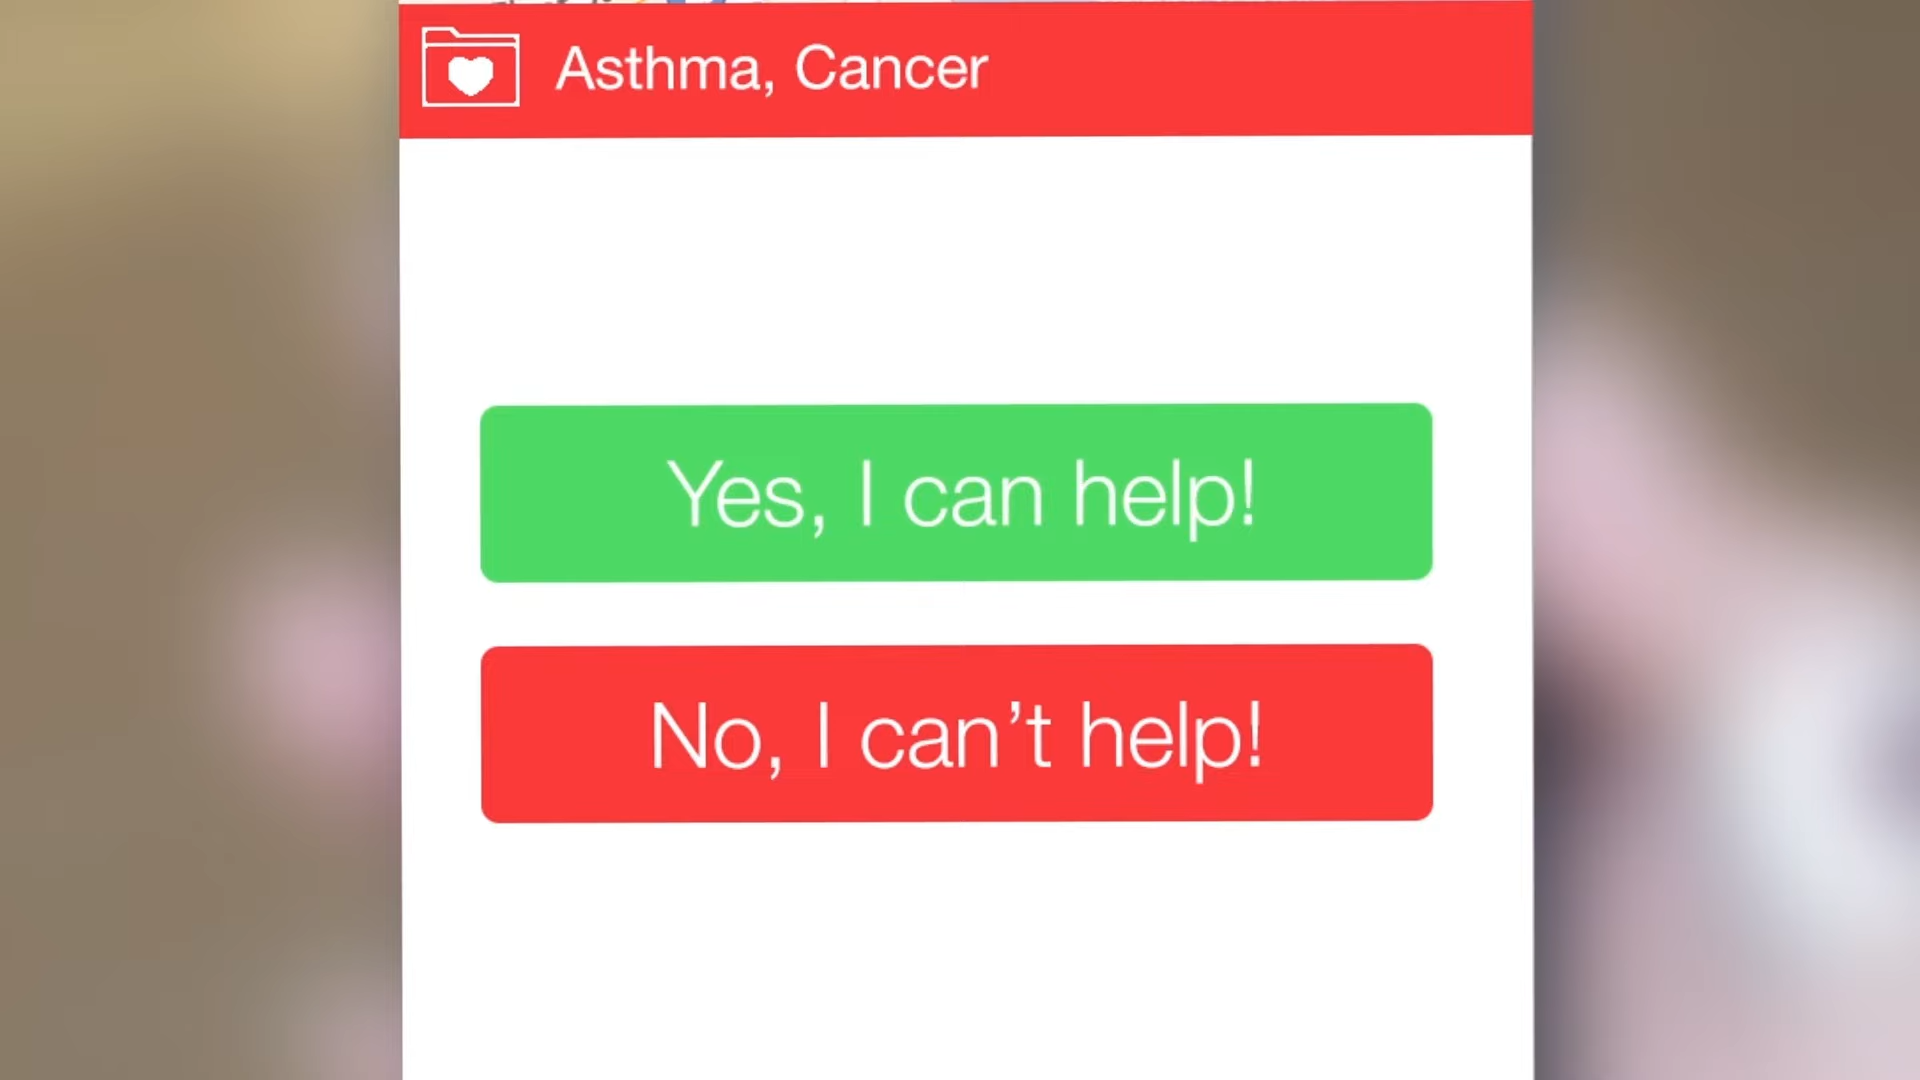 Asthma, Cancer
Yes, I can help!
No, I can’t help!